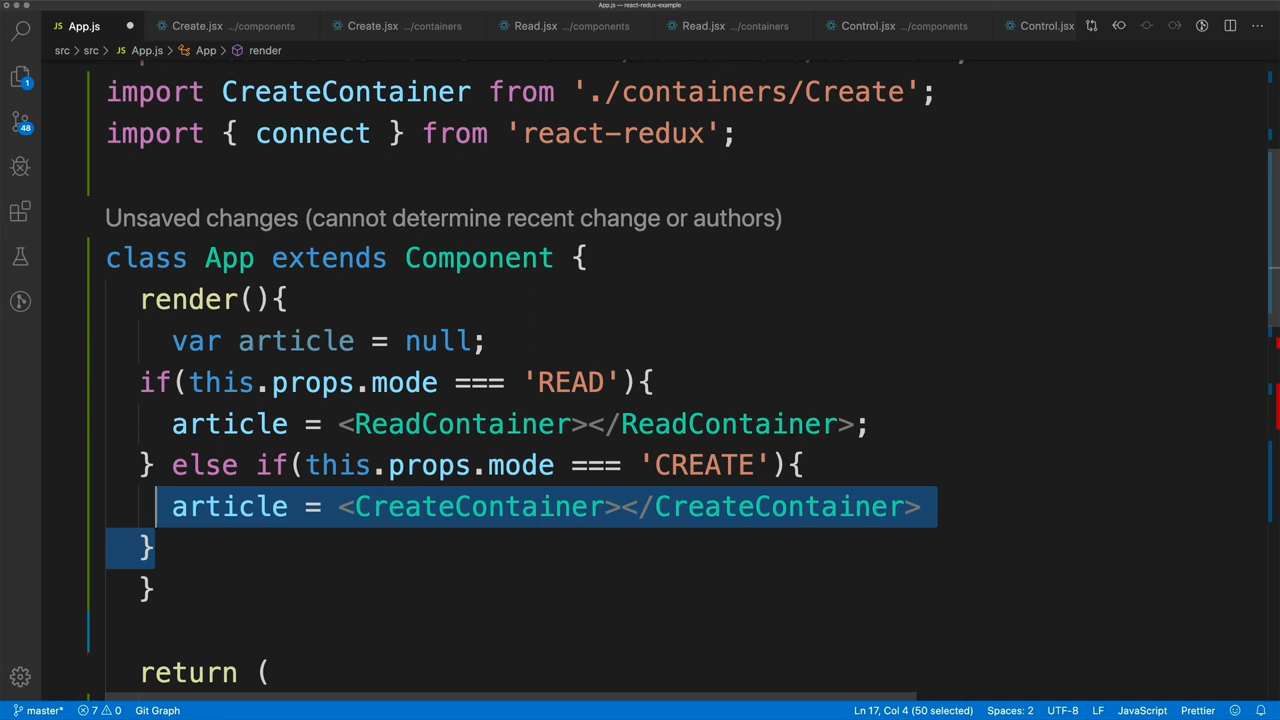 App.js — react-redux-example
App.js Create.jsx .../components Create.jsx .../containers Read.jsx .../components Read.jsx .../containers Control.jsx .../components Control.jsx
src > src > JS App.js > App > render
import CreateContainer from './containers/Create';
import { connect } from 'react-redux';
Unsaved changes (cannot determine recent change or authors)
class App extends Component {
render(){
var article = null;
if(this.props.mode === 'READ'){
article = <ReadContainer></ReadContainer>;
} else if(this.props.mode === 'CREATE'){
article = <CreateContainer></CreateContainer>
}
}
return (
1
48
master* 7 0 Git Graph Ln 17, Col 4 (50 selected) Spaces: 2 UTF-8 LF JavaScript Prettier